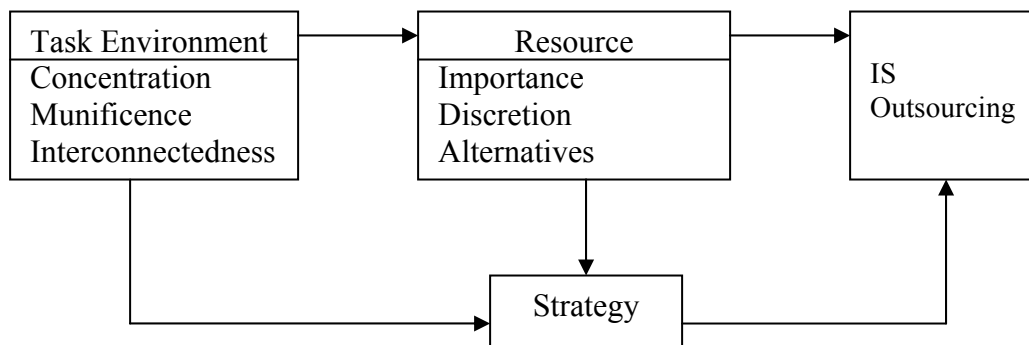 Task Environment
Concentration
Munificence
Interconnectedness
Resource
Importance
Discretion
Alternatives
IS
Outsourcing
Strategy